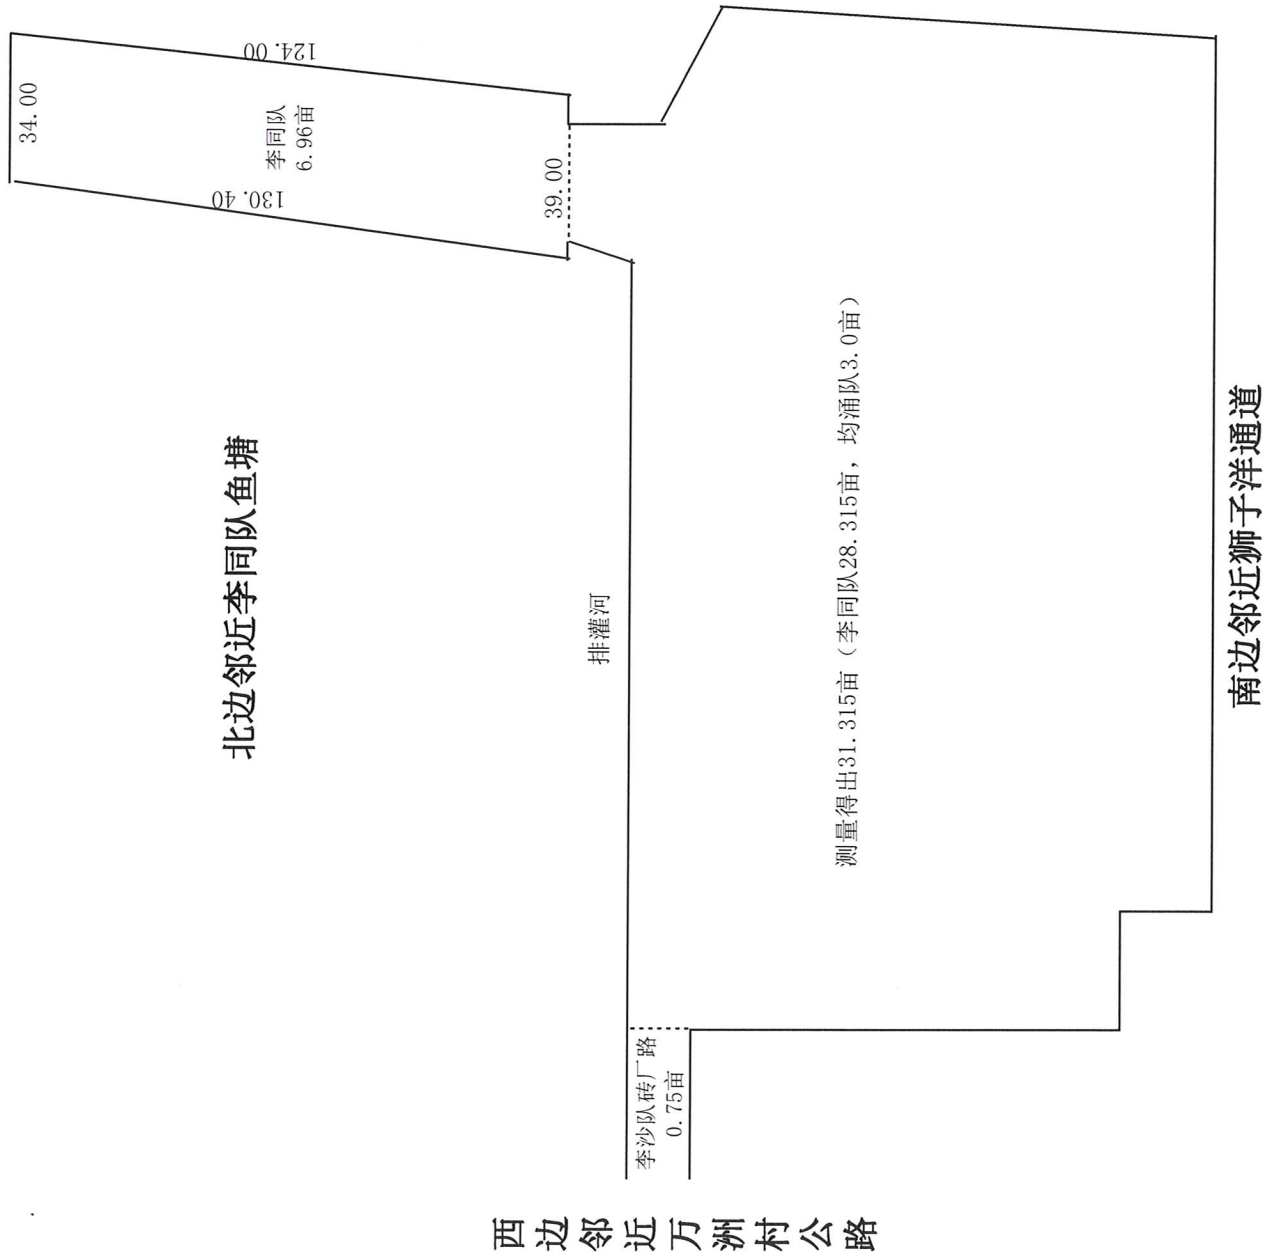 34.00
124.00
李同队
6.96亩
130.40
39.00
北边邻近李同队鱼塘
排灌河
测量得出31.315亩（李同队28.315亩，均涌队3.0亩）
南边邻近狮子洋通道
李沙队砖厂路
0.75亩
西边邻近万洲村公路